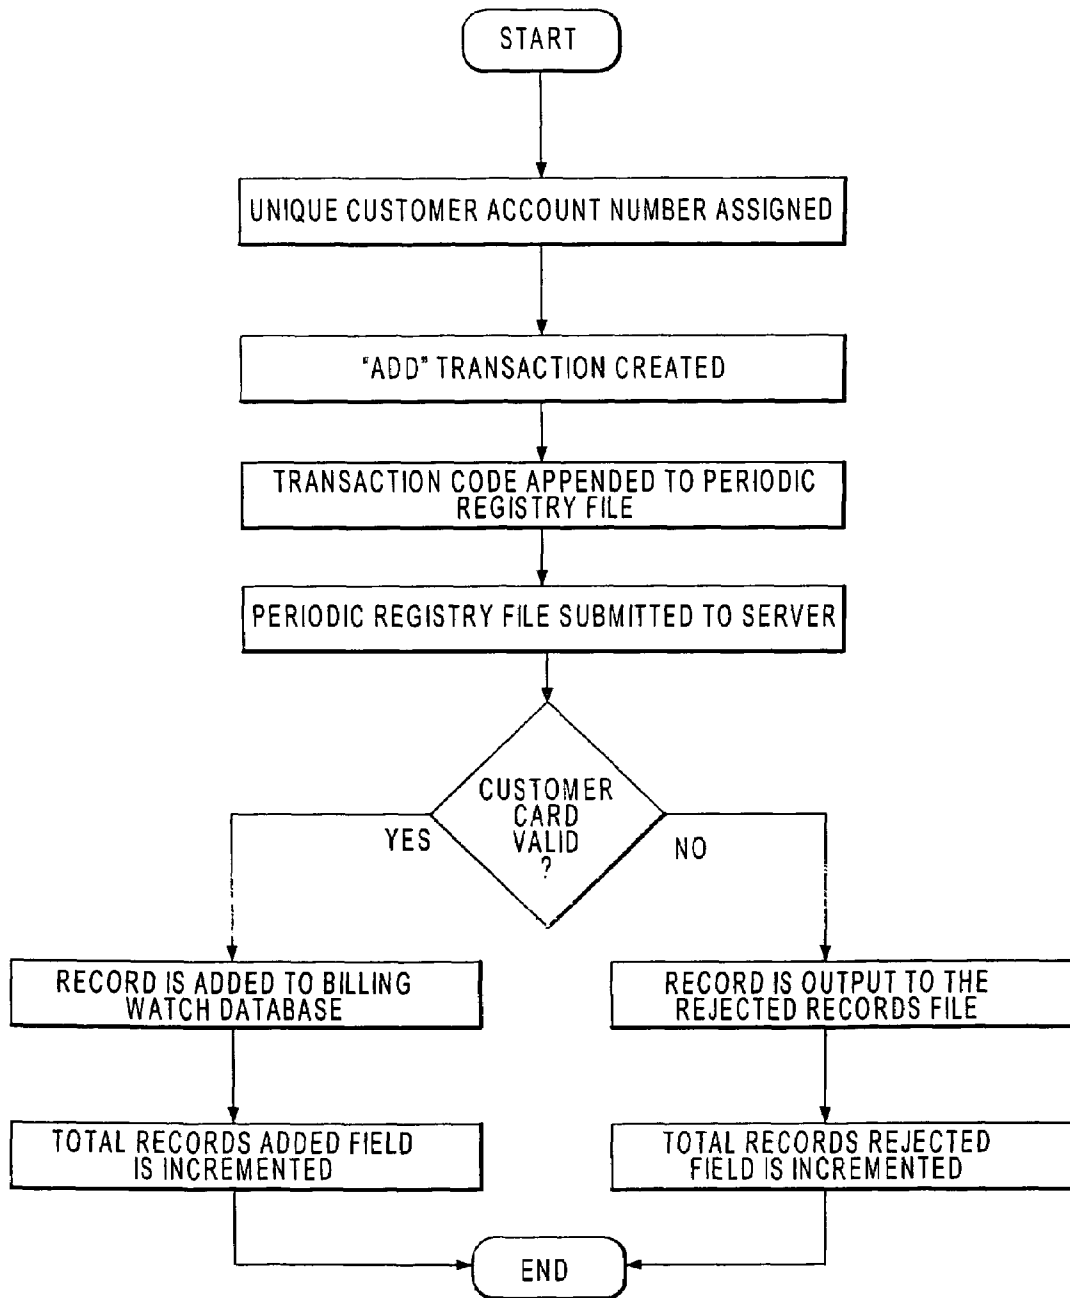 START
UNIQUE CUSTOMER ACCOUNT NUMBER ASSIGNED
"ADD" TRANSACTION CREATED
TRANSACTION CODE APPENDED TO PERIODIC
REGISTRY FILE
PERIODIC REGISTRY FILE SUBMITTED TO SERVER
CUSTOMER
CARD
VALID
?
YES
NO
RECORD IS ADDED TO BILLING
WATCH DATABASE
RECORD IS OUTPUT TO THE
REJECTED RECORDS FILE
TOTAL RECORDS ADDED FIELD
IS INCREMENTED
TOTAL RECORDS REJECTED
FIELD IS INCREMENTED
END